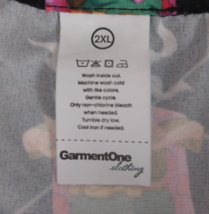 2XL
Wash inside out.
Machine wash cold
with like colors.
Gentle cycle.
Only non-chlorine bleach
when needed.
Tumble dry low.
Cool iron if needed.
GarmentOne
clothing